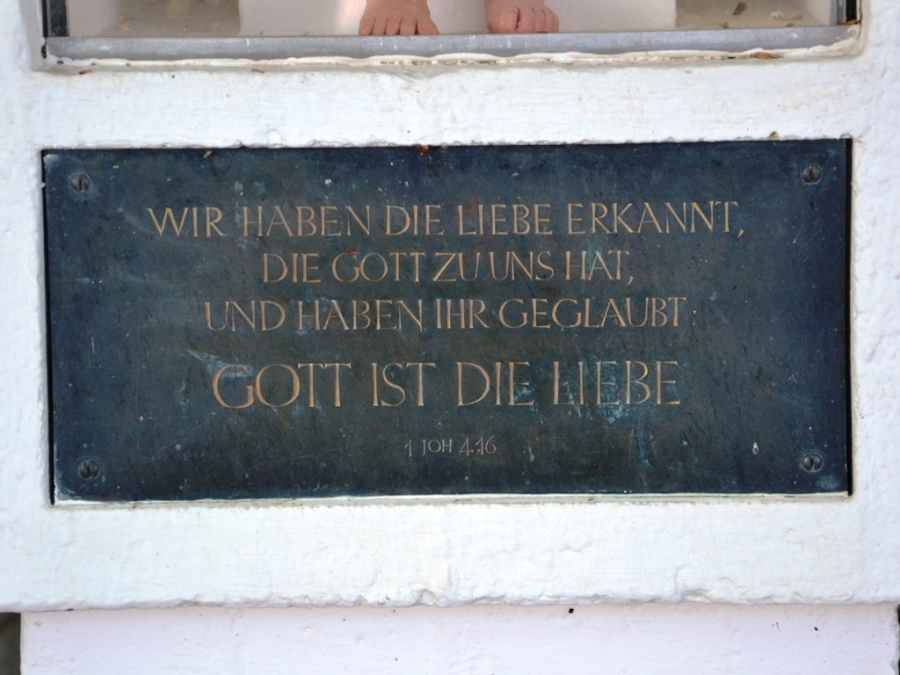 WIR HABEN DIE LIEBE ERKANNT,
DIE GOTT ZU UNS HAT,
UND HABEN IHR GEGLAUBT:
GOTT IST DIE LIEBE
1 JOH 4.16